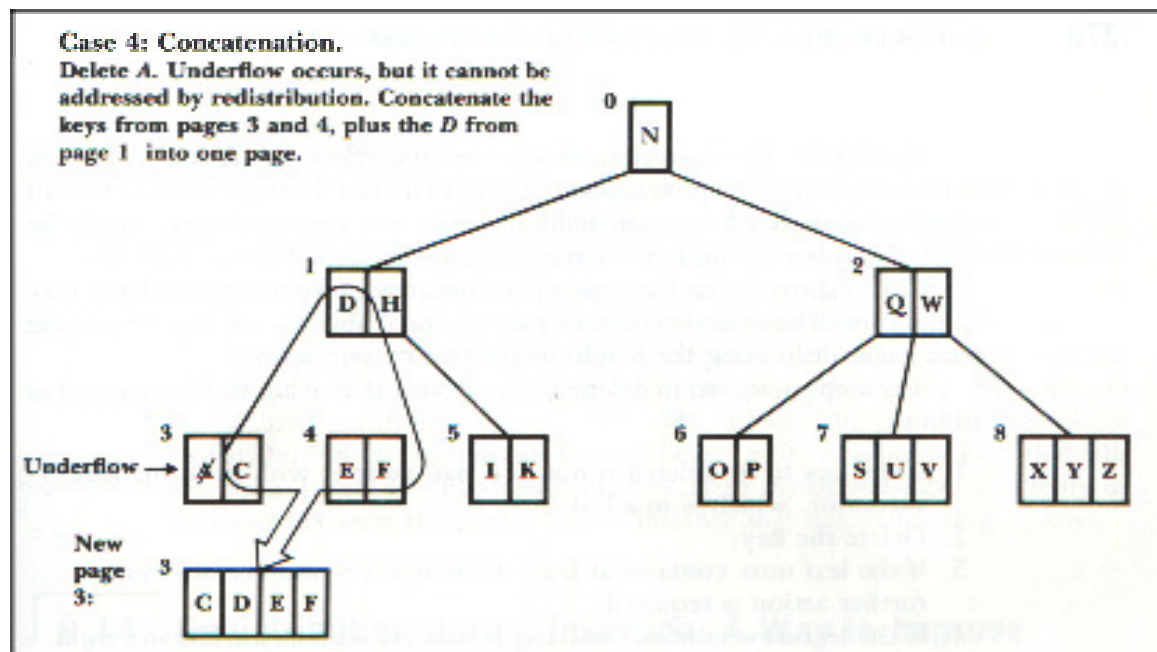 Case 4: Concatenation.
Delete A. Underflow occurs, but it cannot be
addressed by redistribution. Concatenate the
keys from pages 3 and 4, plus the D from
page 1 into one page.
0
N
1
D H
2
Q W
3
A C
4
E F
5
I K
6
O P
7
S U V
8
X Y Z
Underflow
New
page
3:
3
C D E F